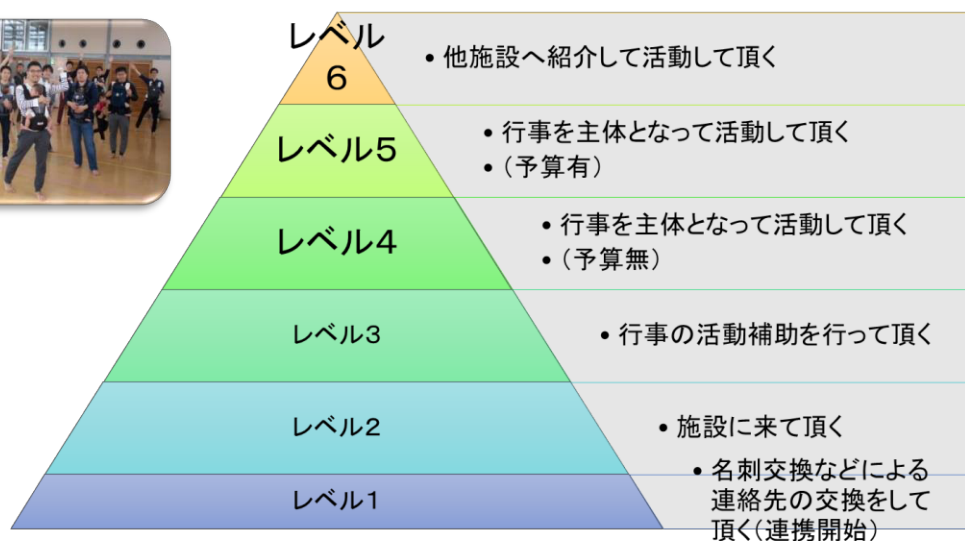 レベル
6
• 他施設へ紹介して活動して頂く
レベル5
• 行事を主体となって活動して頂く
• (予算有)
レベル4
• 行事を主体となって活動して頂く
• (予算無)
レベル3
• 行事の活動補助を行って頂く
レベル2
• 施設に来て頂く
レベル1
• 名刺交換などによる
連絡先の交換をして
頂く(連携開始)